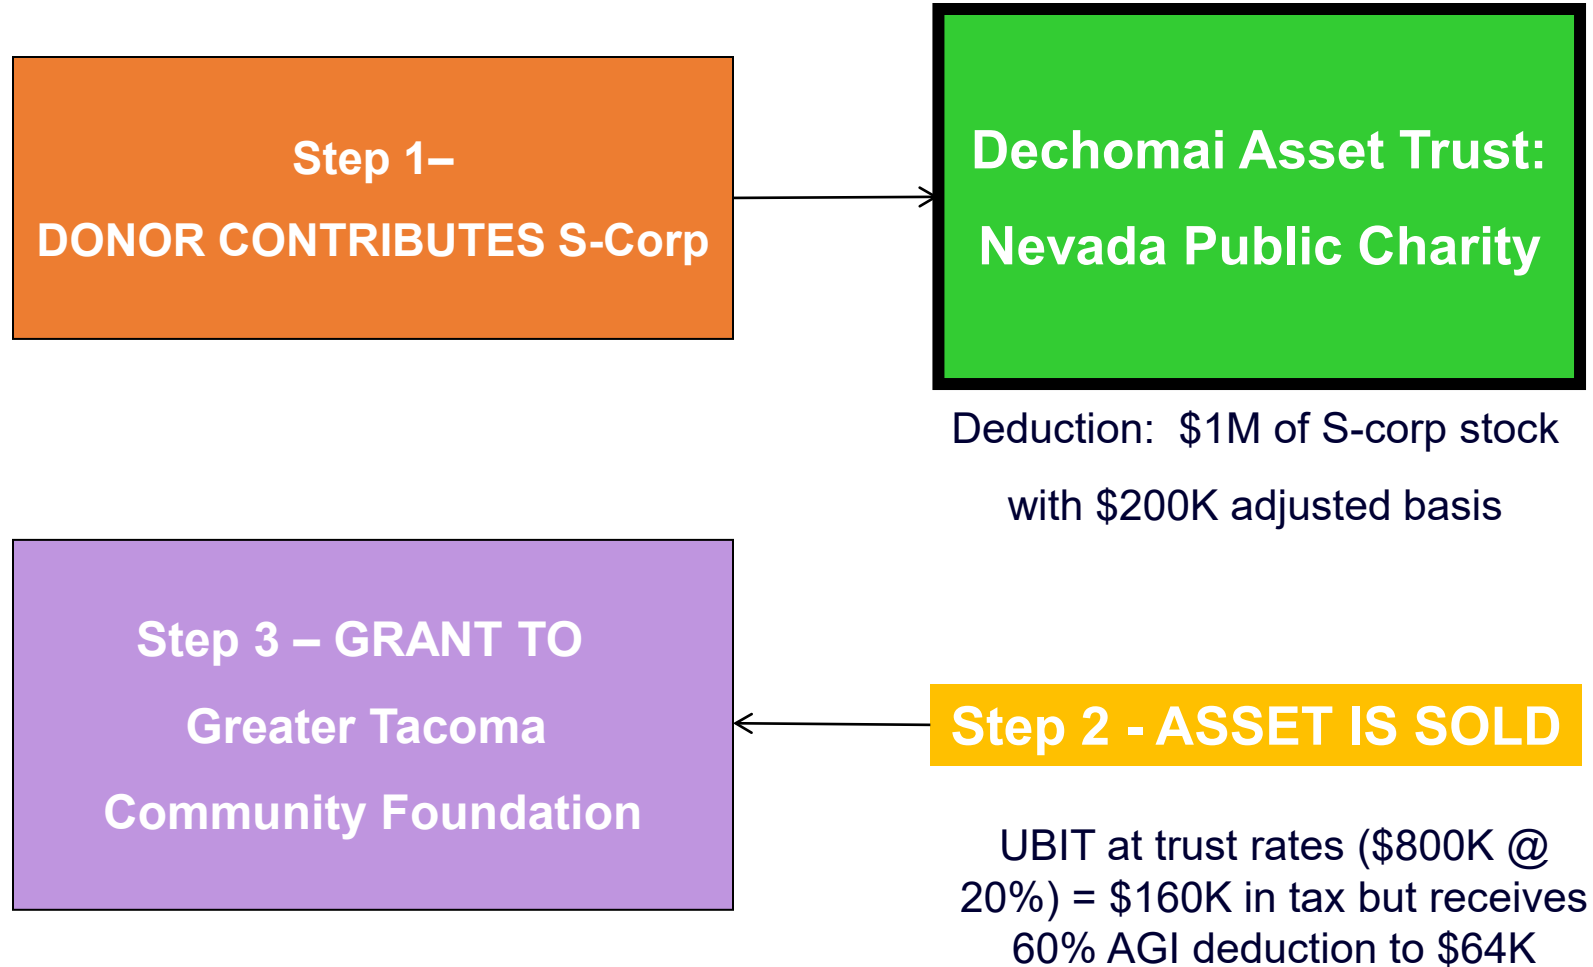 Step 1–
DONOR CONTRIBUTES S-Corp
Dechomai Asset Trust:
Nevada Public Charity
Deduction: $1M of S-corp stock
with $200K adjusted basis
Step 3 – GRANT TO
Greater Tacoma
Community Foundation
Step 2 - ASSET IS SOLD
UBIT at trust rates ($800K @
20%) = $160K in tax but receives
60% AGI deduction to $64K